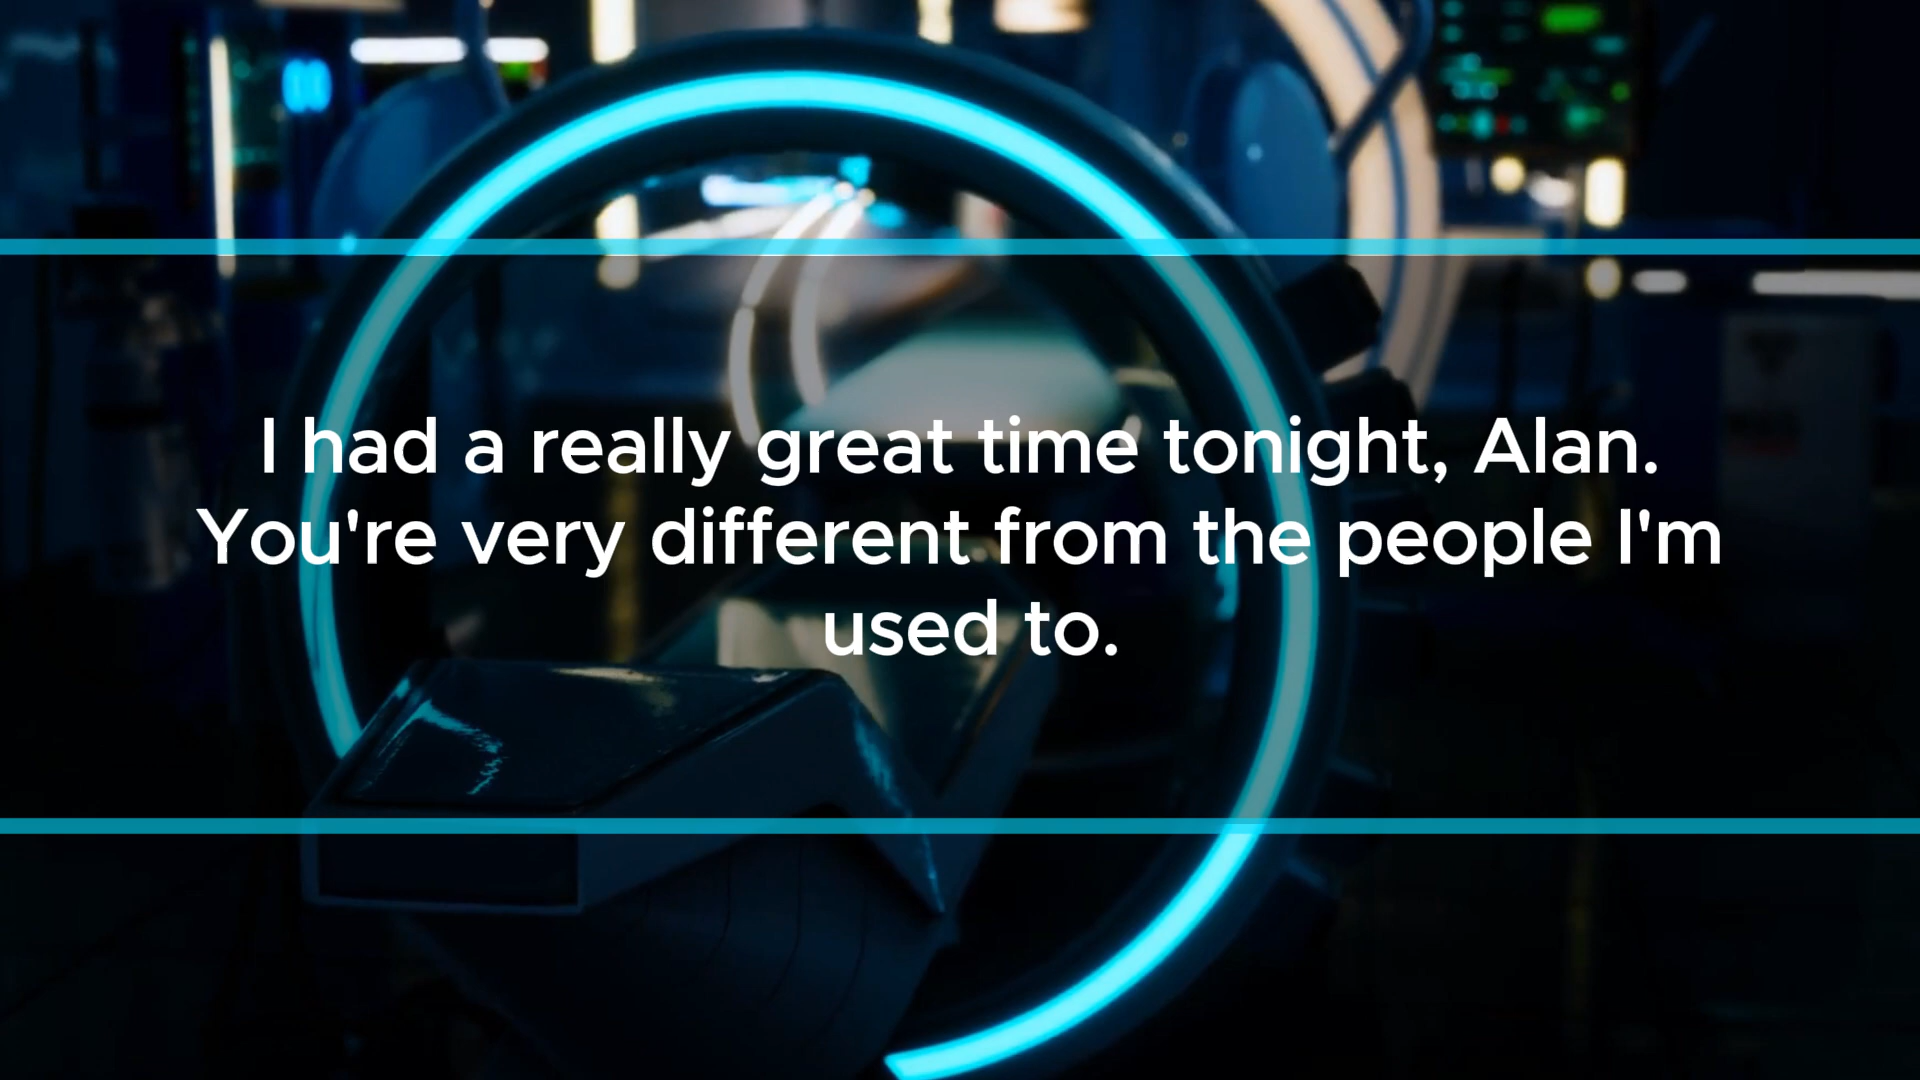 I had a really great time tonight, Alan.
You're very different from the people I'm
used to.